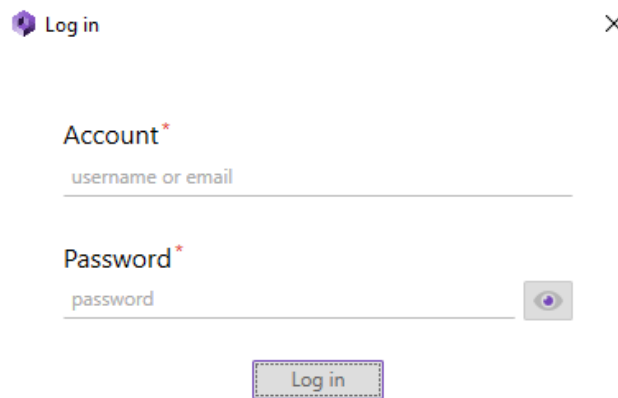 Log in
Account*
username or email
Password*
password
Log in